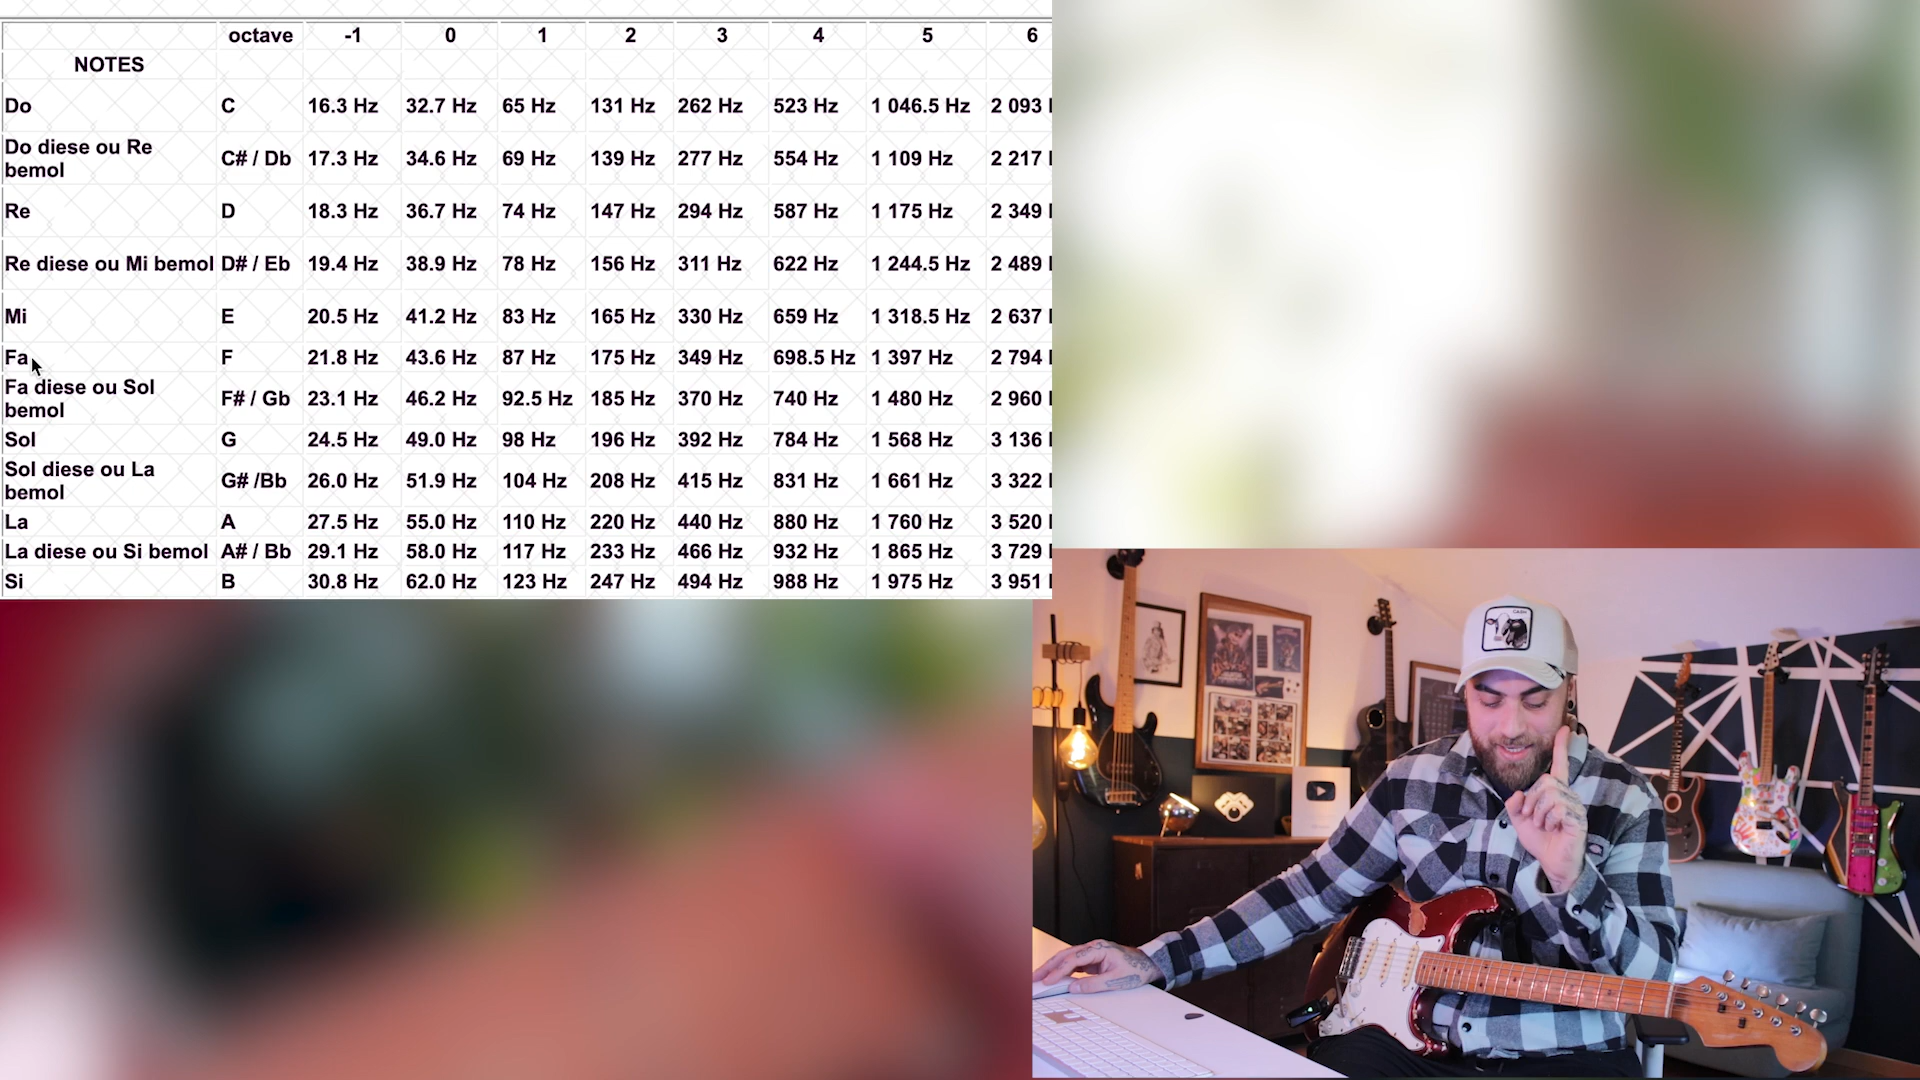 octave -1 0 1 2 3 4 5 6
NOTES
Do C 16.3 Hz 32.7 Hz 65 Hz 131 Hz 262 Hz 523 Hz 1 046.5 Hz 2 093
Do diese ou Re
bemol C# / Db 17.3 Hz 34.6 Hz 69 Hz 139 Hz 277 Hz 554 Hz 1 109 Hz 2 217
Re D 18.3 Hz 36.7 Hz 74 Hz 147 Hz 294 Hz 587 Hz 1 175 Hz 2 349
Re diese ou Mi bemol D# / Eb 19.4 Hz 38.9 Hz 78 Hz 156 Hz 311 Hz 622 Hz 1 244.5 Hz 2 489
Mi E 20.5 Hz 41.2 Hz 83 Hz 165 Hz 330 Hz 659 Hz 1 318.5 Hz 2 637
Fa F 21.8 Hz 43.6 Hz 87 Hz 175 Hz 349 Hz 698.5 Hz 1 397 Hz 2 794
Fa diese ou Sol
bemol F# / Gb 23.1 Hz 46.2 Hz 92.5 Hz 185 Hz 370 Hz 740 Hz 1 480 Hz 2 960
Sol G 24.5 Hz 49.0 Hz 98 Hz 196 Hz 392 Hz 784 Hz 1 568 Hz 3 136
Sol diese ou La
bemol G# /Bb 26.0 Hz 51.9 Hz 104 Hz 208 Hz 415 Hz 831 Hz 1 661 Hz 3 322
La A 27.5 Hz 55.0 Hz 110 Hz 220 Hz 440 Hz 880 Hz 1 760 Hz 3 520
La diese ou Si bemol A# / Bb 29.1 Hz 58.0 Hz 117 Hz 233 Hz 466 Hz 932 Hz 1 865 Hz 3 729
Si B 30.8 Hz 62.0 Hz 123 Hz 247 Hz 494 Hz 988 Hz 1 975 Hz 3 951